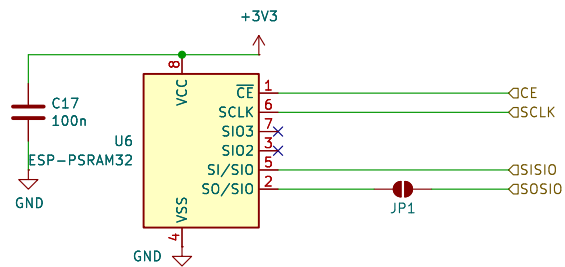 +3V3
8
VCC
C17
100n
CE 1 CE
SCLK 6 SCLK
SIO3 7
U6
SIO2 3
ESP-PSRAM32
SI/SIO 5 SISIO
SO/SIO 2 SOSIO
GND
JP1
VSS
4
GND